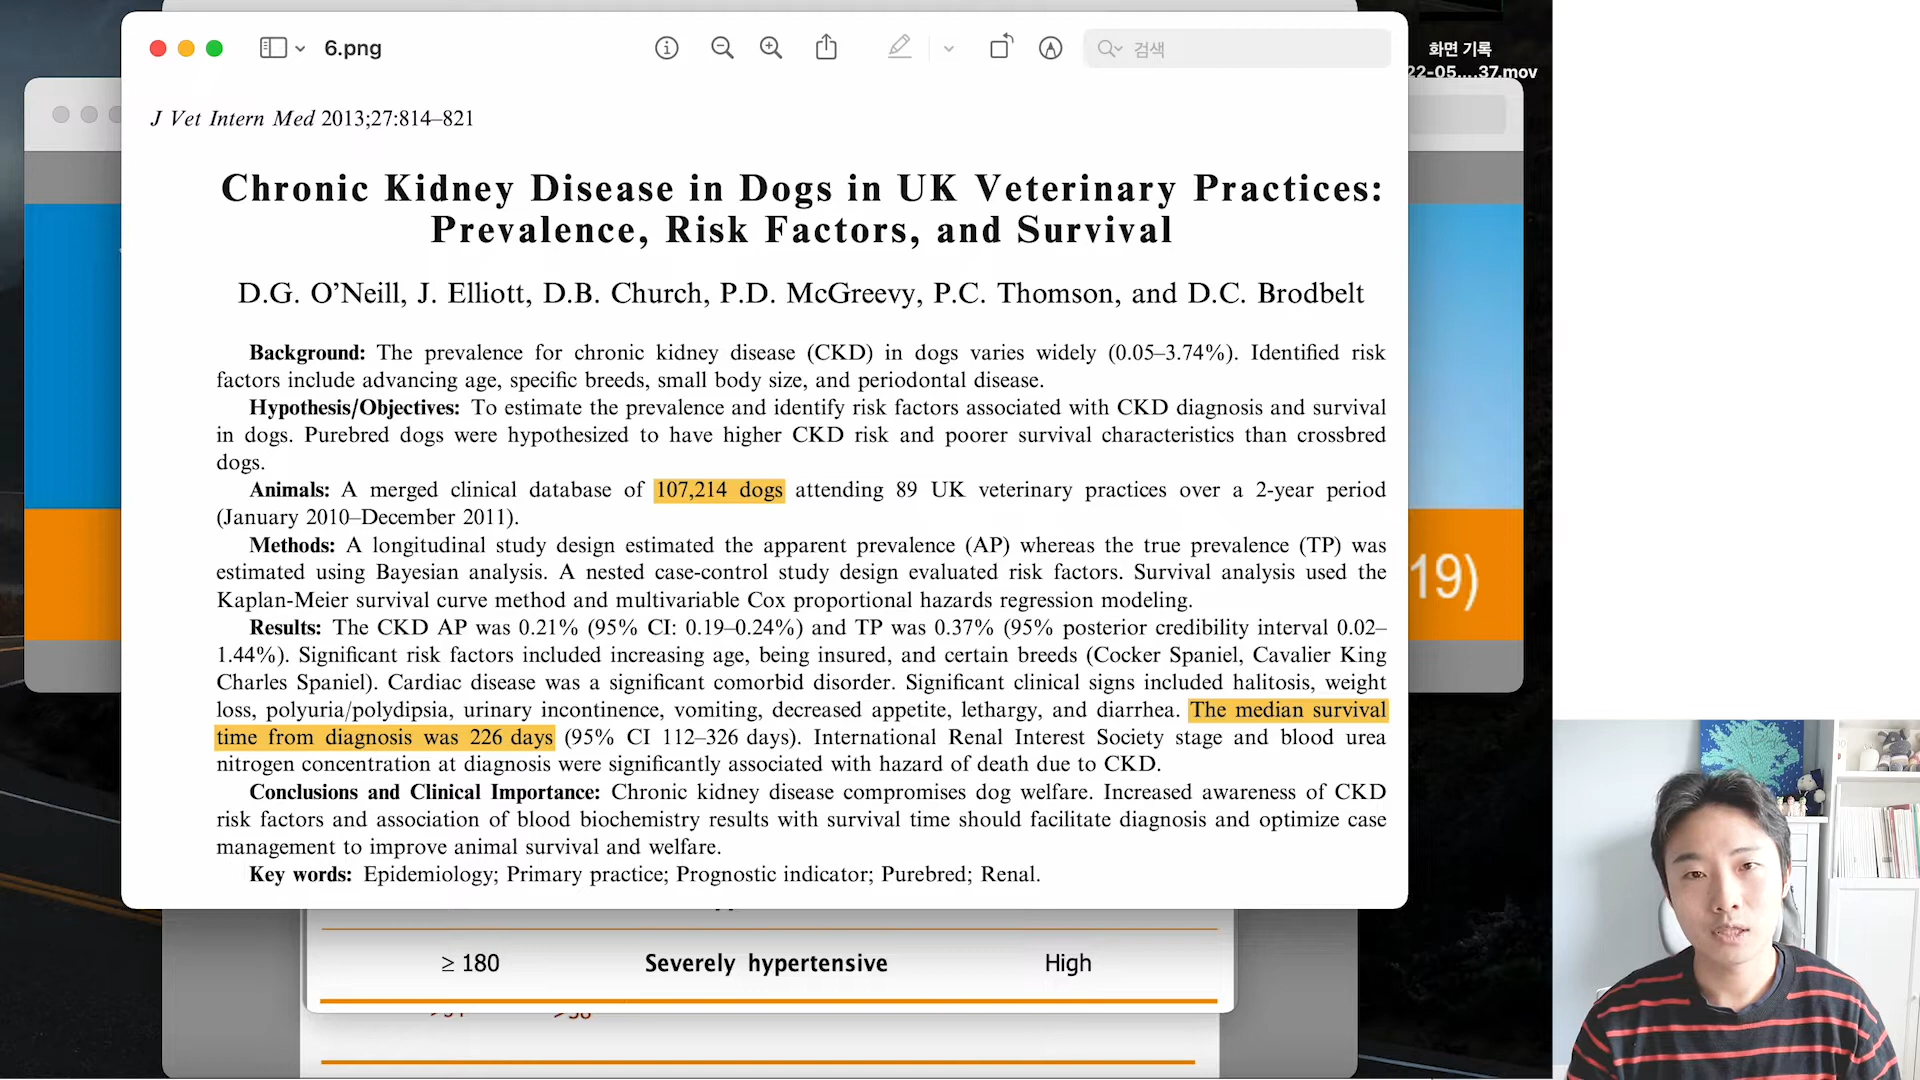 6.png
검색
화면 기록
22-05....37.mov
J Vet Intern Med 2013;27:814–821
Chronic Kidney Disease in Dogs in UK Veterinary Practices:
Prevalence, Risk Factors, and Survival
D.G. O’Neill, J. Elliott, D.B. Church, P.D. McGreevy, P.C. Thomson, and D.C. Brodbelt
Background: The prevalence for chronic kidney disease (CKD) in dogs varies widely (0.05–3.74%). Identified risk
factors include advancing age, specific breeds, small body size, and periodontal disease.
Hypothesis/Objectives: To estimate the prevalence and identify risk factors associated with CKD diagnosis and survival
in dogs. Purebred dogs were hypothesized to have higher CKD risk and poorer survival characteristics than crossbred
dogs.
Animals: A merged clinical database of 107,214 dogs attending 89 UK veterinary practices over a 2-year period
(January 2010–December 2011).
Methods: A longitudinal study design estimated the apparent prevalence (AP) whereas the true prevalence (TP) was
estimated using Bayesian analysis. A nested case-control study design evaluated risk factors. Survival analysis used the
Kaplan-Meier survival curve method and multivariable Cox proportional hazards regression modeling.
Results: The CKD AP was 0.21% (95% CI: 0.19–0.24%) and TP was 0.37% (95% posterior credibility interval 0.02–
1.44%). Significant risk factors included increasing age, being insured, and certain breeds (Cocker Spaniel, Cavalier King
Charles Spaniel). Cardiac disease was a significant comorbid disorder. Significant clinical signs included halitosis, weight
loss, polyuria/polydipsia, urinary incontinence, vomiting, decreased appetite, lethargy, and diarrhea. The median survival
time from diagnosis was 226 days (95% CI 112–326 days). International Renal Interest Society stage and blood urea
nitrogen concentration at diagnosis were significantly associated with hazard of death due to CKD.
Conclusions and Clinical Importance: Chronic kidney disease compromises dog welfare. Increased awareness of CKD
risk factors and association of blood biochemistry results with survival time should facilitate diagnosis and optimize case
management to improve animal survival and welfare.
Key words: Epidemiology; Primary practice; Prognostic indicator; Purebred; Renal.
19)
≥ 180 Severely hypertensive High